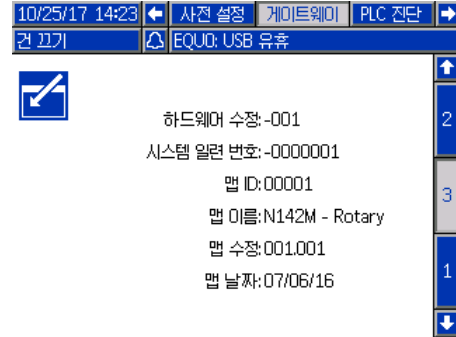 10/25/17 14:23 사전 설정 게이트웨이 PLC 진단
건 끄기 EQU0: USB 유휴
하드웨어 수정:-001
시스템 일련 번호:-0000001
맵 ID:00001
맵 이름:N142M - Rotary
맵 수정:001.001
맵 날짜:07/06/16
2
3
1